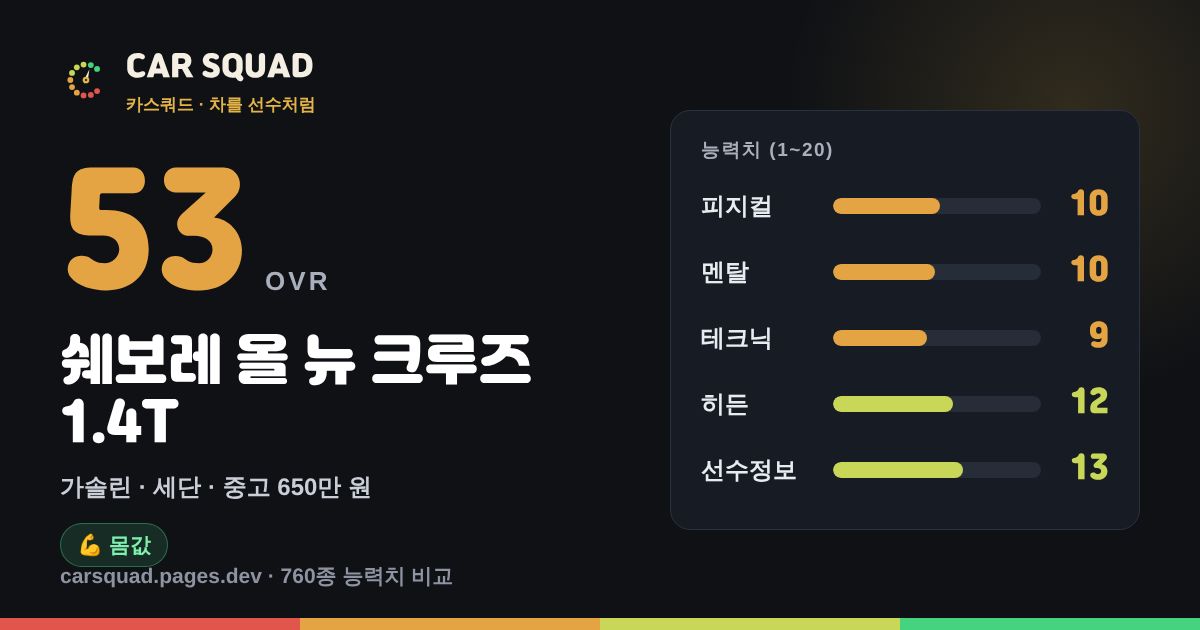 CAR SQUAD
카스쿼드 · 차를 선수처럼
53 OVR
쉐보레 올 뉴 크루즈
1.4T
가솔린 · 세단 · 중고 650만 원
💪 몸값
carsquad.pages.dev · 760종 능력치 비교
능력치 (1~20)
피지컬 10
멘탈 10
테크닉 9
히든 12
선수정보 13